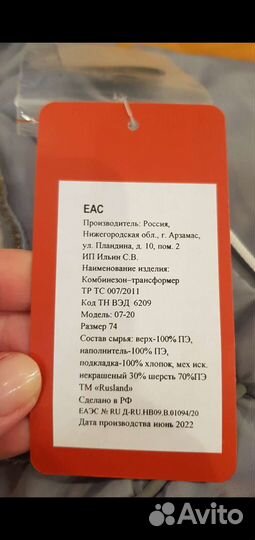 ЕАС
Производитель: Россия,
Нижегородская обл., г. Арзамас,
ул. Пландина, д. 10, пом. 2
ИП Ильин С.В.
Наименование изделия:
Комбинезон-трансформер
ТР ТС 007/2011
Код ТН ВЭД 6209
Модель: 07-20
Размер 74
Состав сырья: верх-100% ПЭ,
наполнитель-100% ПЭ,
подкладка-100% хлопок, мех иск.
некрашеный 30% шерсть 70%ПЭ
ТМ «Rusland»
Сделано в РФ
ЕАЭС № RU Д-RU.НВ09.В.01094/20
Дата производства июнь 2022
Avito